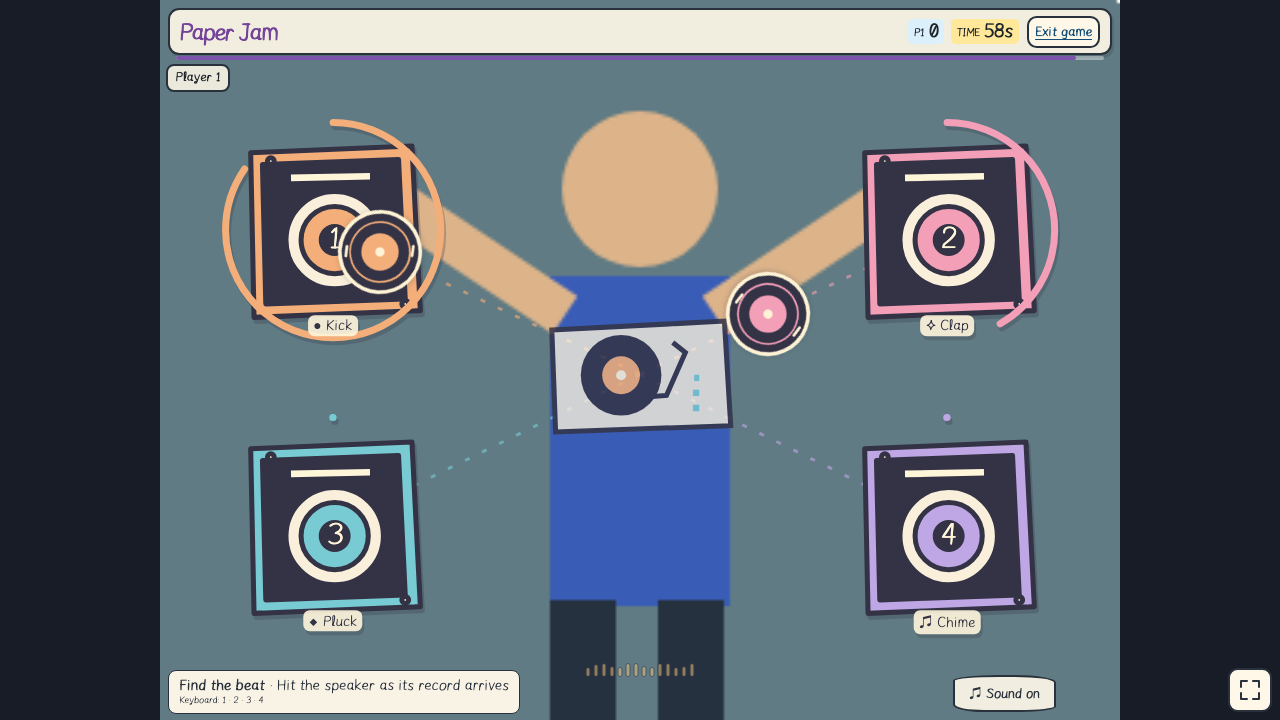 Paper Jam
P1 0
TIME 58s
Exit game
Player 1
1
2
● Kick
✧ Clap
3
4
◆ Pluck
♫ Chime
Find the beat · Hit the speaker as its record arrives
Keyboard: 1 · 2 · 3 · 4
♫ Sound on